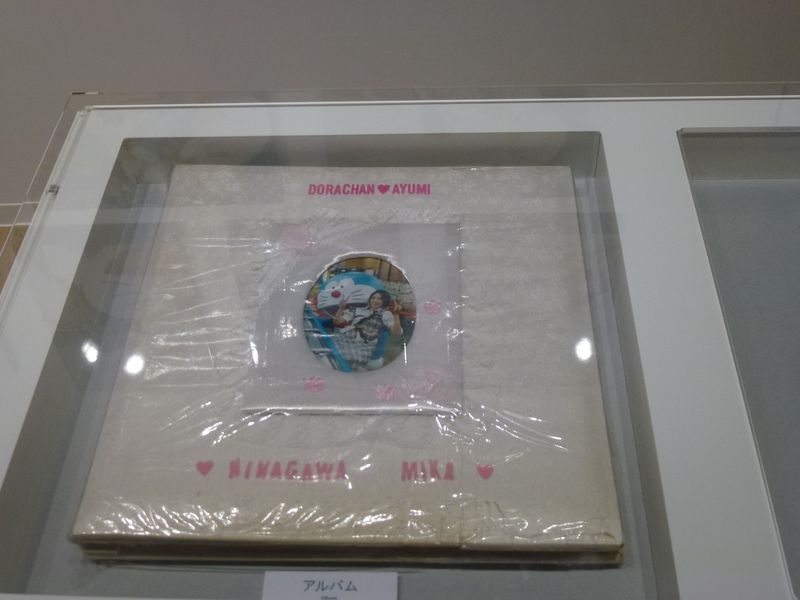 DORACHAN♥AYUMI
♥ NINAGAWA MIKA ♥
アルバム